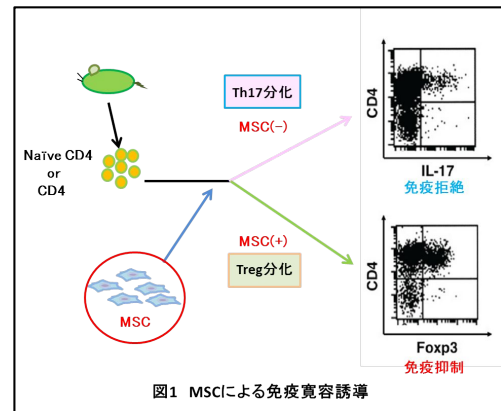 Th17分化
MSC(−)
Naïve CD4
or
CD4
CD4
IL-17
免疫拒絶
MSC(+)
Treg分化
MSC
CD4
Foxp3
免疫抑制
図1 MSCによる免疫寛容誘導